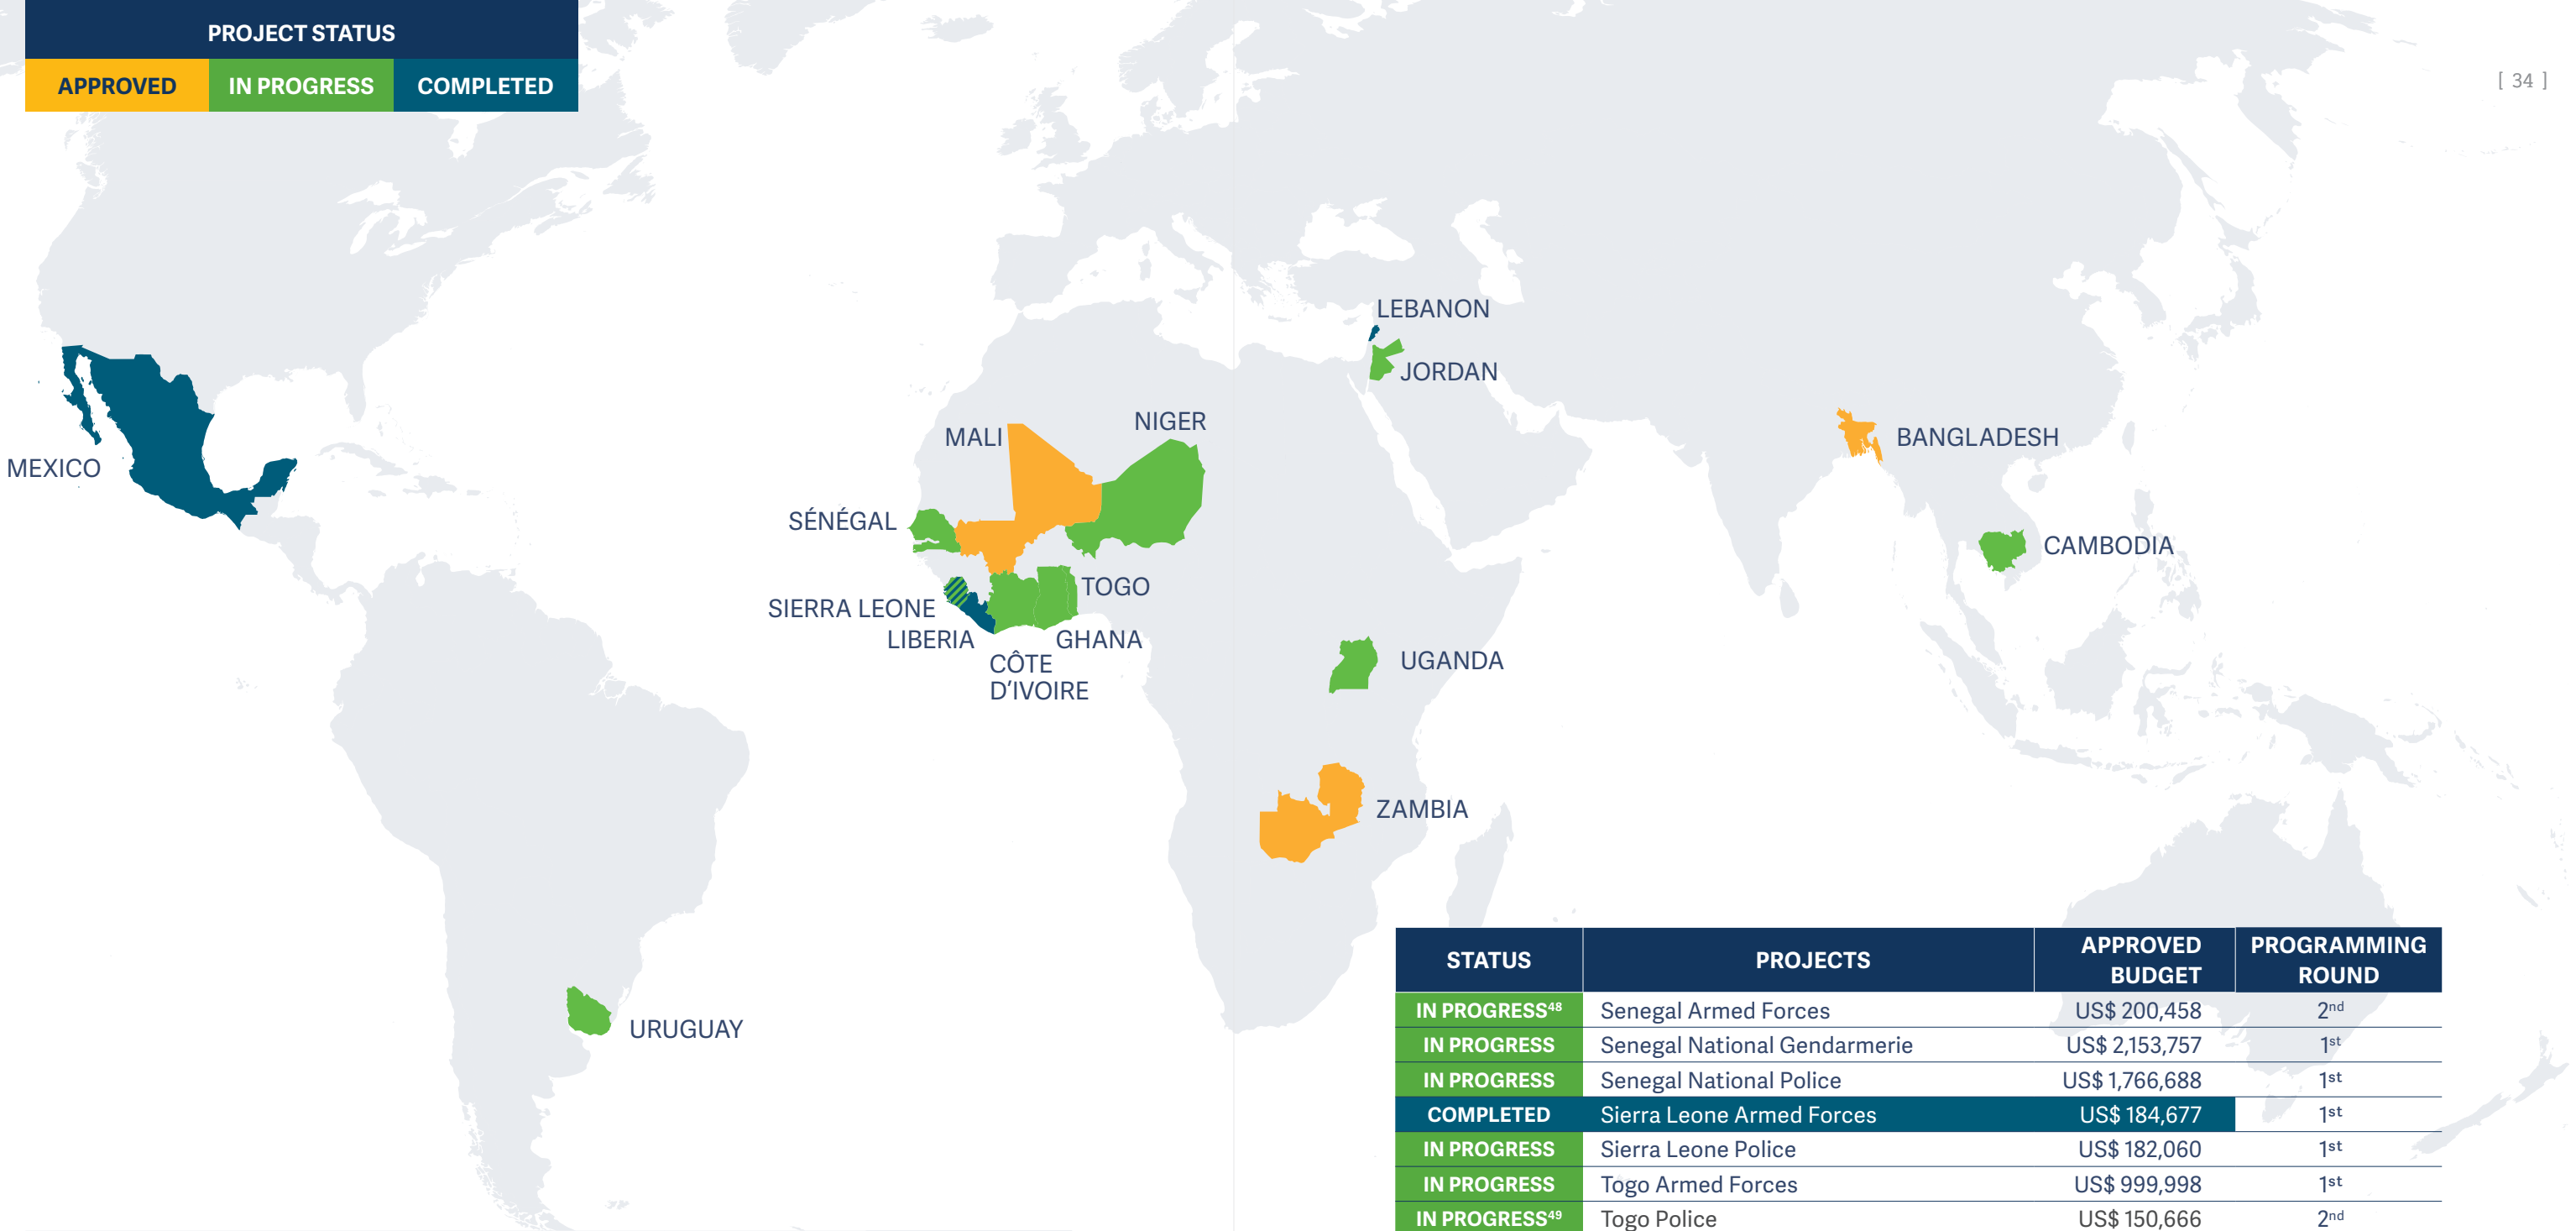 PROJECT STATUS
APPROVED IN PROGRESS COMPLETED
[ 34 ]
LEBANON
JORDAN
MALI
NIGER
BANGLADESH
MEXICO
SÉNÉGAL
CAMBODIA
TOGO
SIERRA LEONE
LIBERIA
GHANA
CÔTE
D'IVOIRE
UGANDA
ZAMBIA
URUGUAY
STATUS PROJECTS APPROVED BUDGET PROGRAMMING ROUND
IN PROGRESS48 Senegal Armed Forces US$ 200,458 2nd
IN PROGRESS Senegal National Gendarmerie US$ 2,153,757 1st
IN PROGRESS Senegal National Police US$ 1,766,688 1st
COMPLETED Sierra Leone Armed Forces US$ 184,677 1st
IN PROGRESS Sierra Leone Police US$ 182,060 1st
IN PROGRESS Togo Armed Forces US$ 999,998 1st
IN PROGRESS49 Togo Police US$ 150,666 2nd